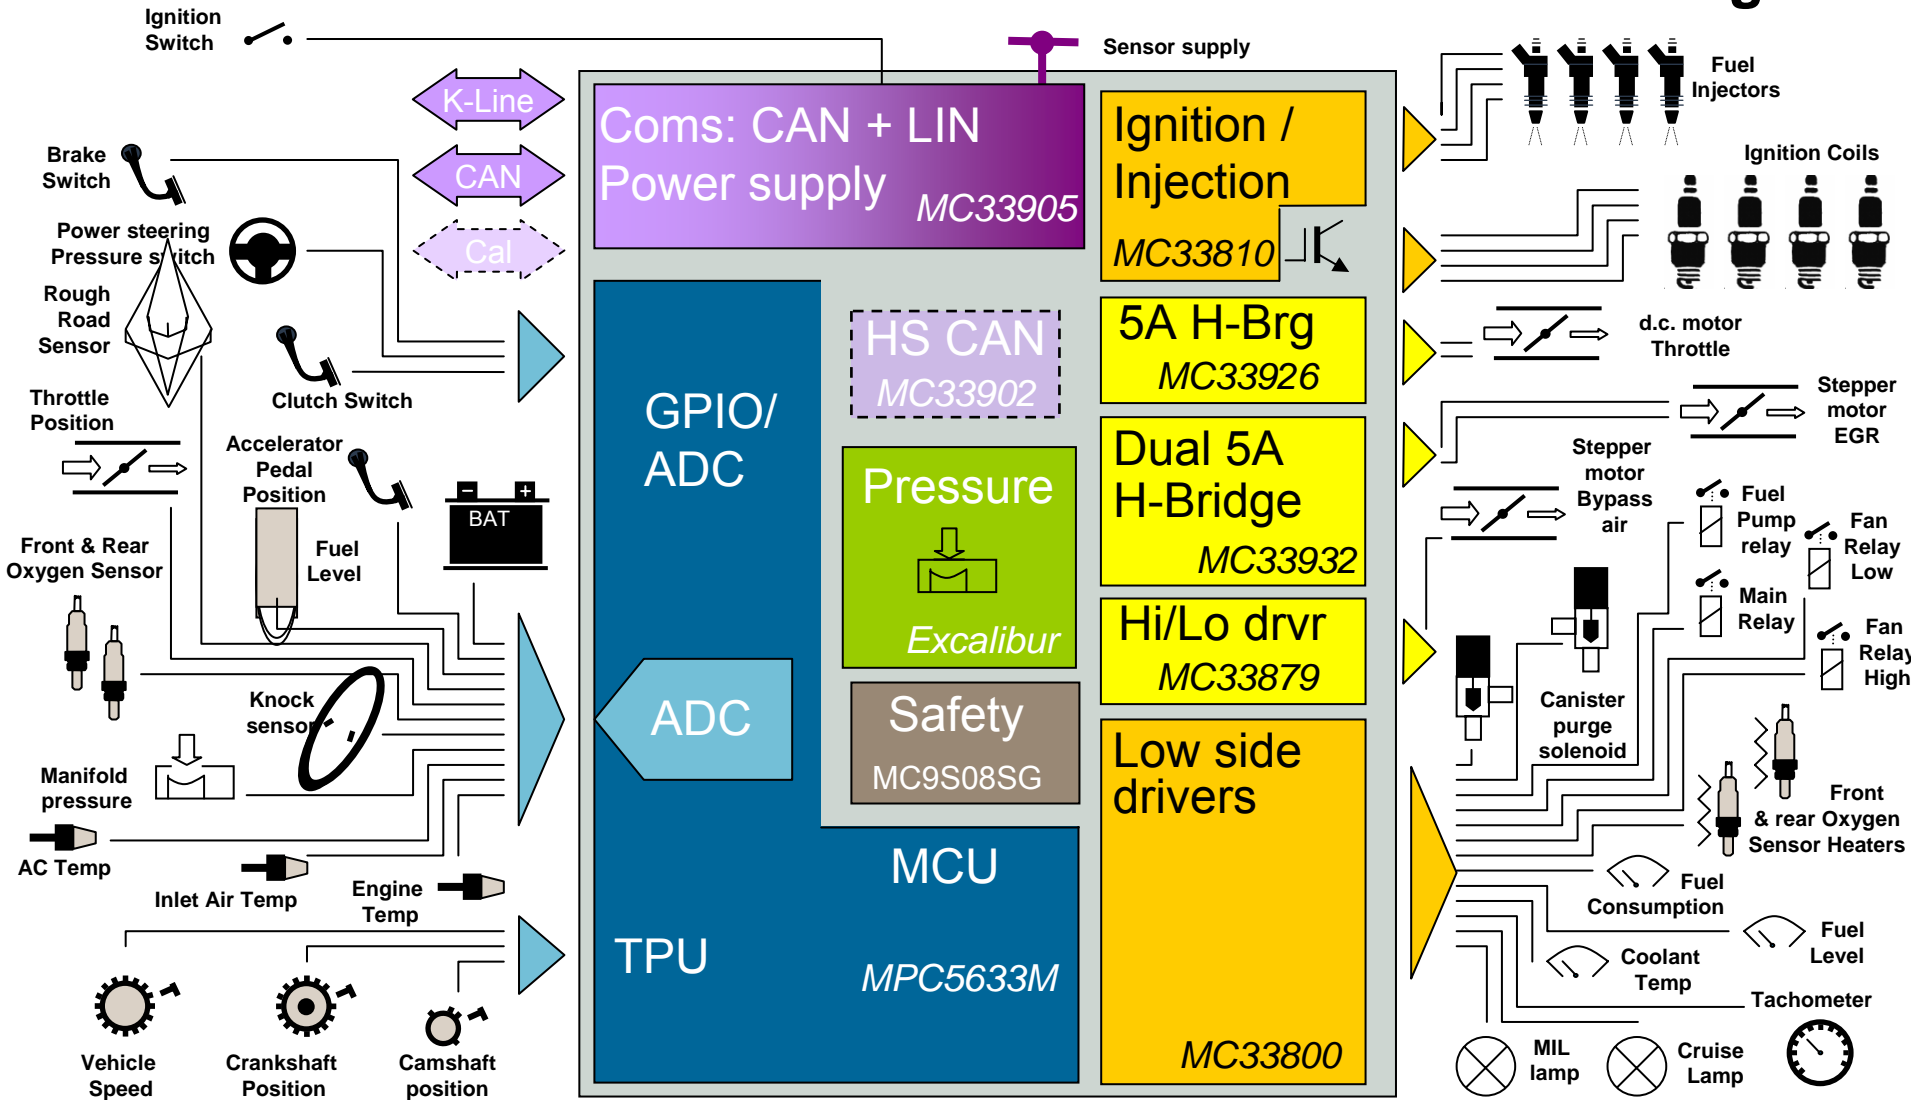 g
Ignition
Switch
Sensor supply
Fuel
Injectors
K-Line
CAN
Cal
Coms: CAN + LIN
Power supply
MC33905
Ignition /
Injection
MC33810
Ignition Coils
Brake
Switch
Power steering
Pressure switch
Rough
Road
Sensor
Clutch Switch
Throttle
Position
Accelerator
Pedal
Position
BAT
Fuel
Level
Front & Rear
Oxygen Sensor
Knock
sensor
Manifold
pressure
AC Temp
Inlet Air Temp
Engine
Temp
Vehicle
Speed
Crankshaft
Position
Camshaft
position
GPIO/
ADC
ADC
TPU
MCU
MPC5633M
HS CAN
MC33902
Pressure
Excalibur
Safety
MC9S08SG
5A H-Brg
MC33926
Dual 5A
H-Bridge
MC33932
Hi/Lo drvr
MC33879
Low side
drivers
MC33800
d.c. motor
Throttle
Stepper
motor
EGR
Stepper
motor
Bypass
air
Fuel
Pump
relay
Fan
Relay
Low
Main
Relay
Fan
Relay
High
Canister
purge
solenoid
Front
& rear Oxygen
Sensor Heaters
Fuel
Consumption
Fuel
Level
Coolant
Temp
Tachometer
MIL
lamp
Cruise
Lamp